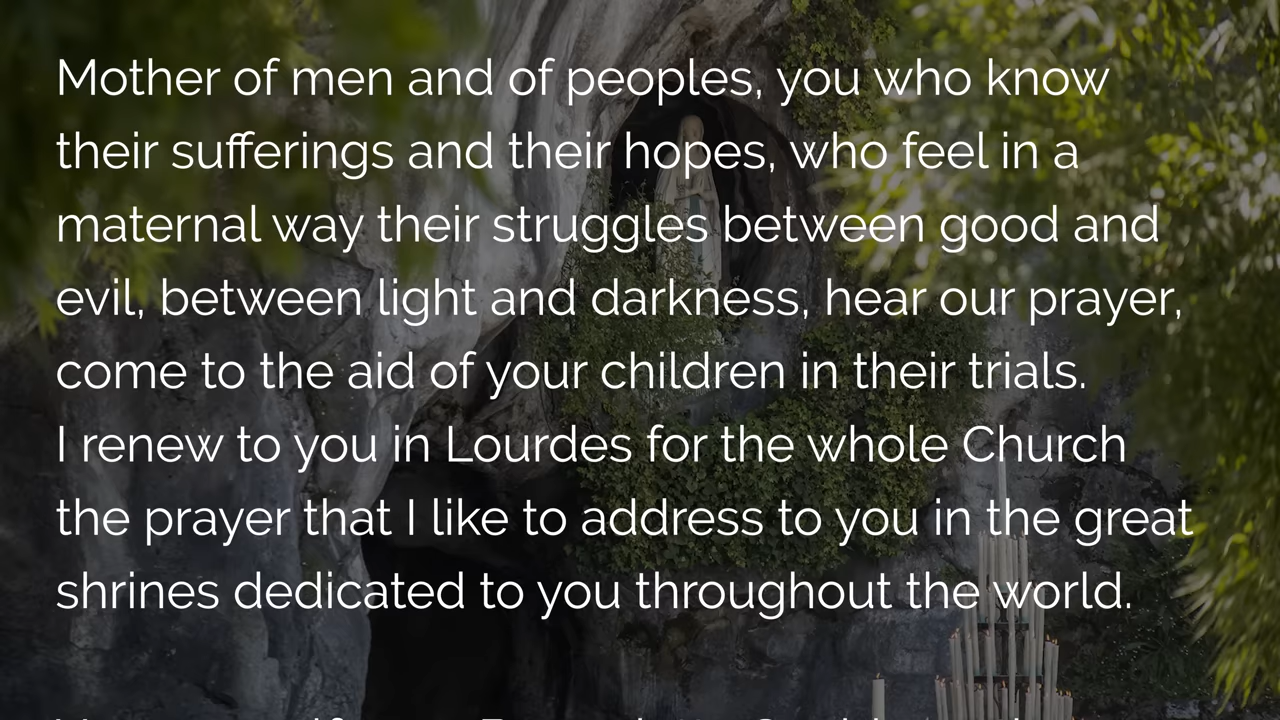 Mother of men and of peoples, you who know
their sufferings and their hopes, who feel in a
maternal way their struggles between good and
evil, between light and darkness, hear our prayer,
come to the aid of your children in their trials.
I renew to you in Lourdes for the whole Church
the prayer that I like to address to you in the great
shrines dedicated to you throughout the world.